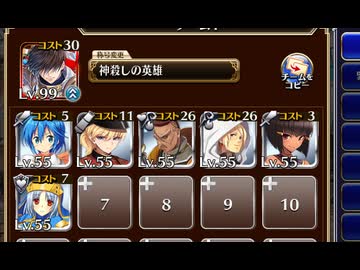 コスト30
称号変更
神殺しの英雄
チームを
コピー
Lv.99
コスト 5
コスト11
コスト26
コスト26
コスト 3
Lv.55
Lv.55
Lv.55
Lv.55
Lv.55
コスト 7
7
8
9
10
Lv.55